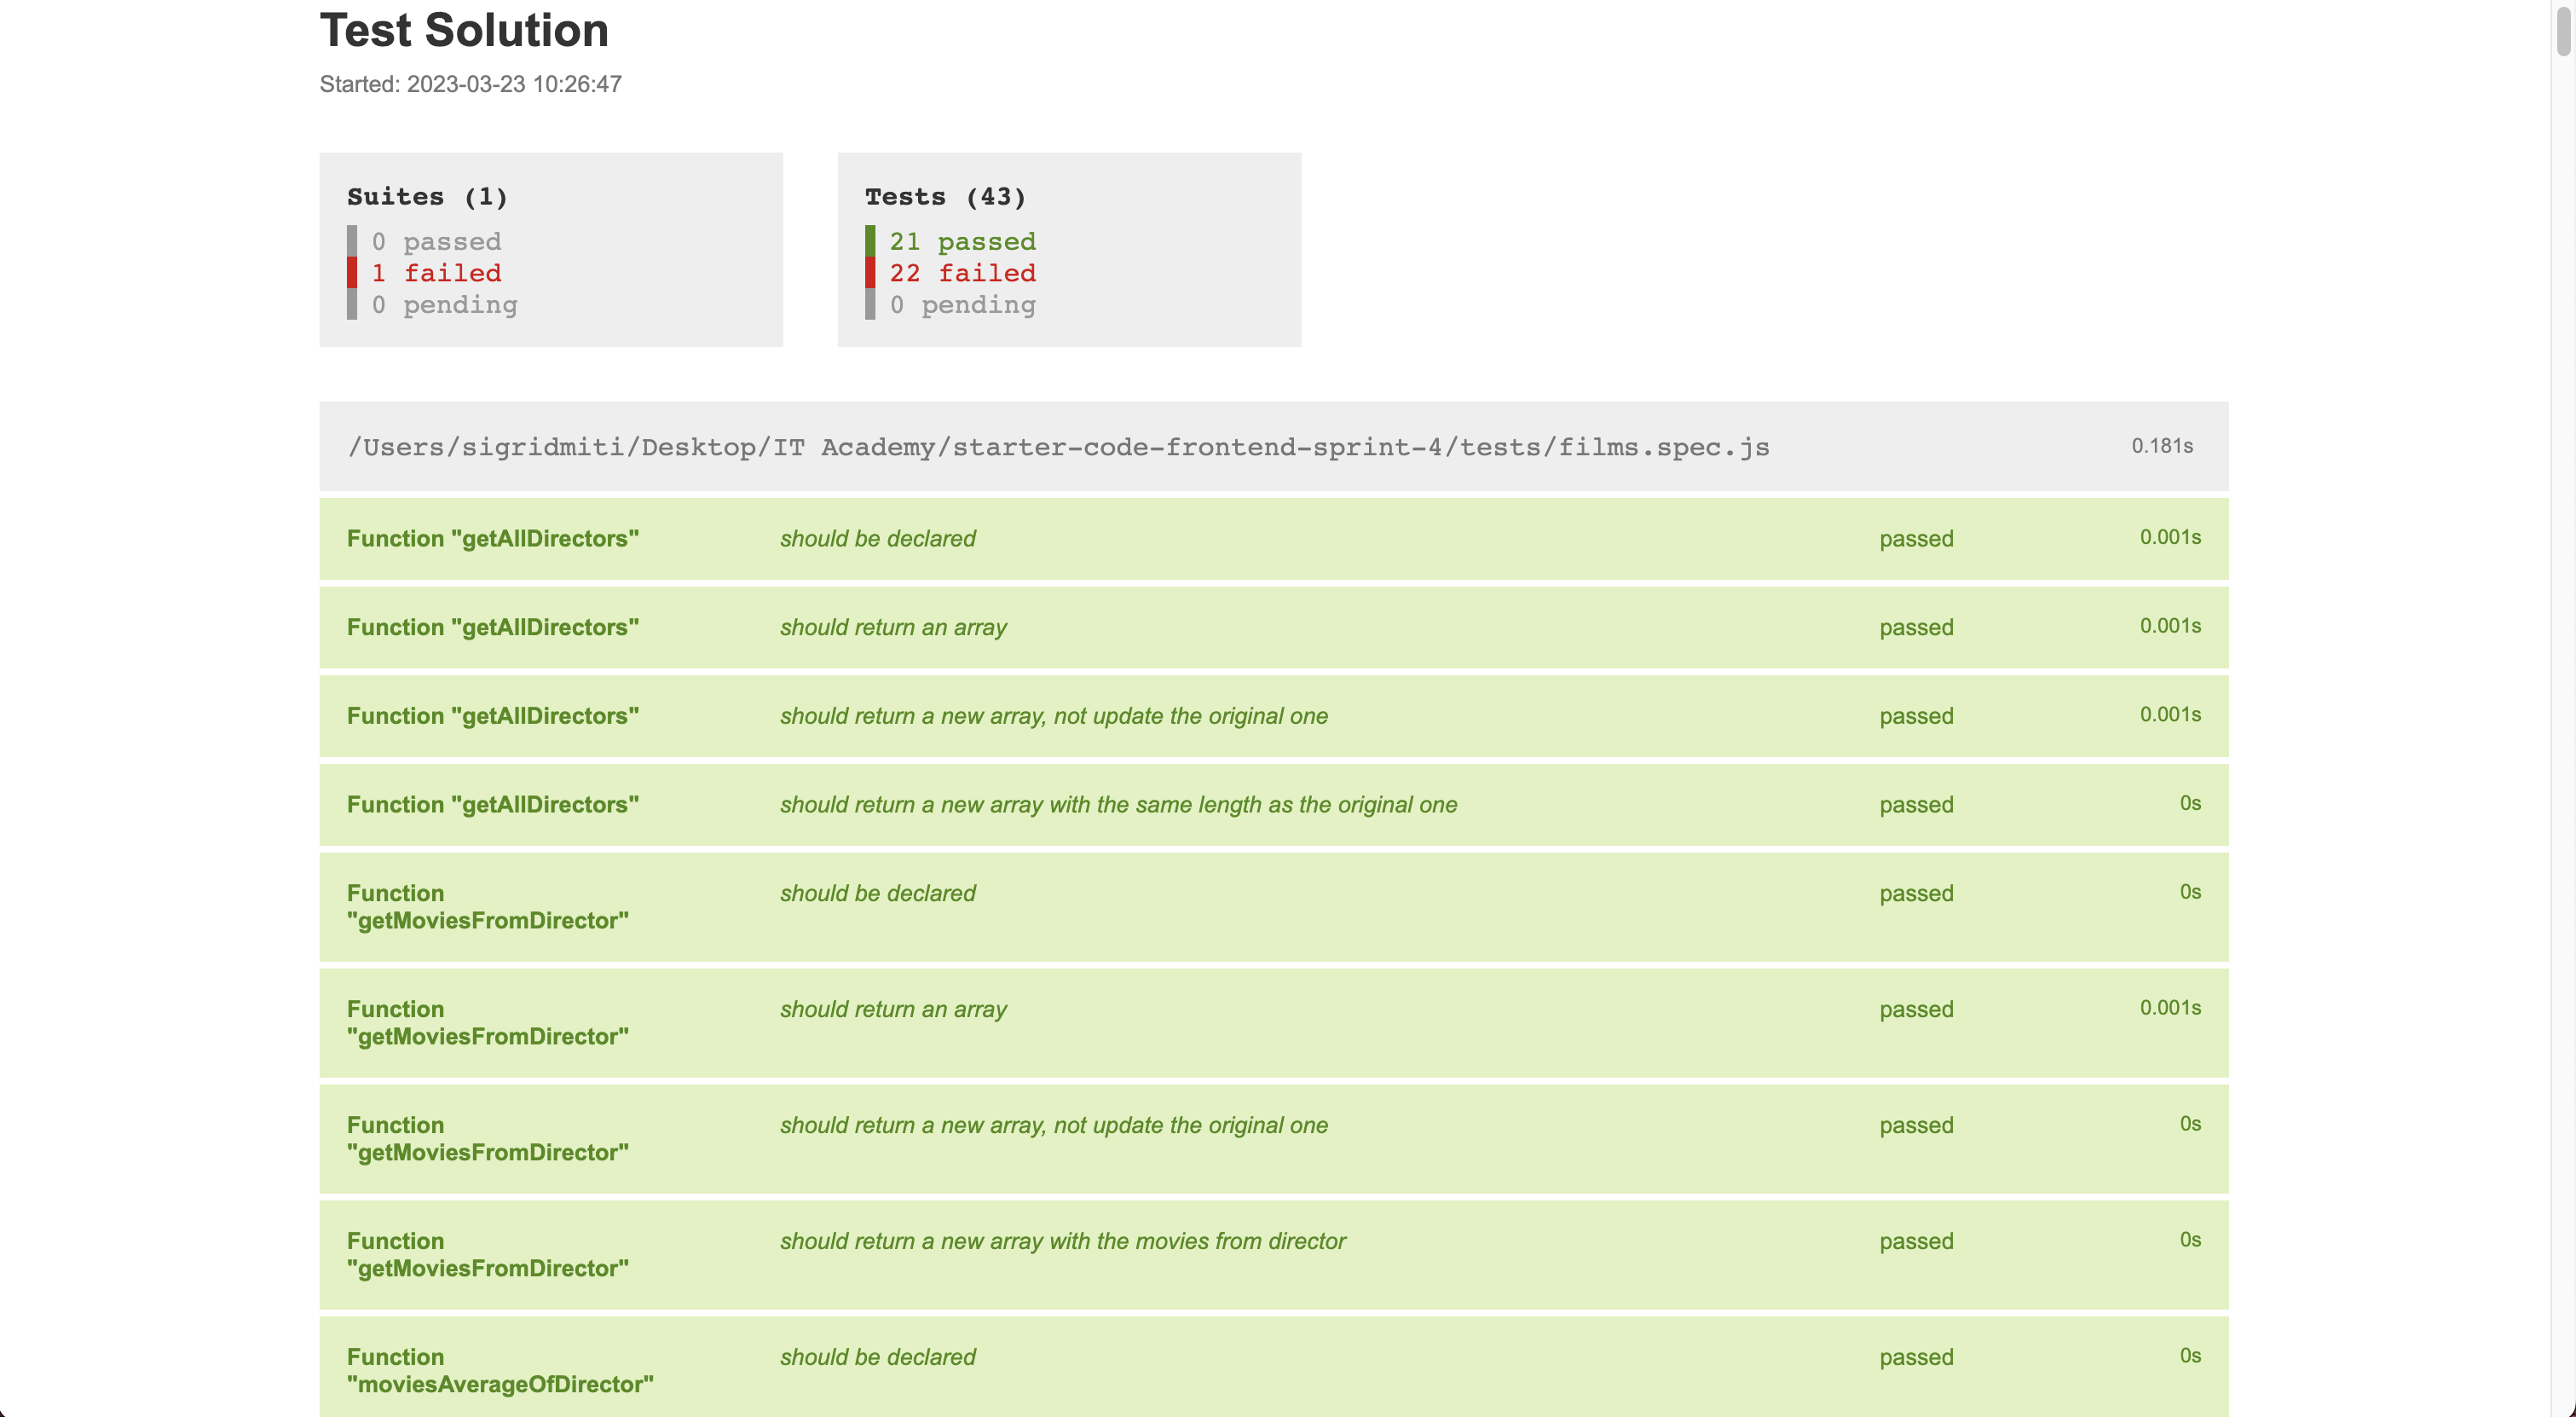 Test Solution
Started: 2023-03-23 10:26:47
Suites (1)
0 passed
1 failed
0 pending
Tests (43)
21 passed
22 failed
0 pending
/Users/sigridmiti/Desktop/IT Academy/starter-code-frontend-sprint-4/tests/films.spec.js 0.181s
Function "getAllDirectors" should be declared passed 0.001s
Function "getAllDirectors" should return an array passed 0.001s
Function "getAllDirectors" should return a new array, not update the original one passed 0.001s
Function "getAllDirectors" should return a new array with the same length as the original one passed 0s
Function should be declared passed 0s
"getMoviesFromDirector"
Function should return an array passed 0.001s
"getMoviesFromDirector"
Function should return a new array, not update the original one passed 0s
"getMoviesFromDirector"
Function should return a new array with the movies from director passed 0s
"getMoviesFromDirector"
Function should be declared passed 0s
"moviesAverageOfDirector"